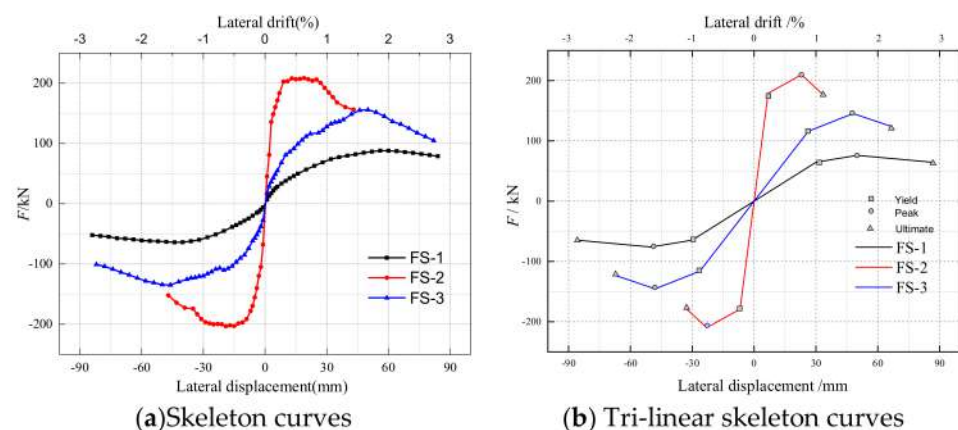 Lateral drift(%)
-3 -2 -1 0 1 2 3
200
100
0
-100
-200
F/kN
FS-1
FS-2
FS-3
-90 -60 -30 0 30 60 90
Lateral displacement(mm)
(a)Skeleton curves
Lateral drift /%
-3 -2 -1 0 1 2 3
200
100
0
-100
-200
F / kN
Yield
Peak
Ultimate
FS-1
FS-2
FS-3
-90 -60 -30 0 30 60 90
Lateral displacement /mm
(b) Tri-linear skeleton curves